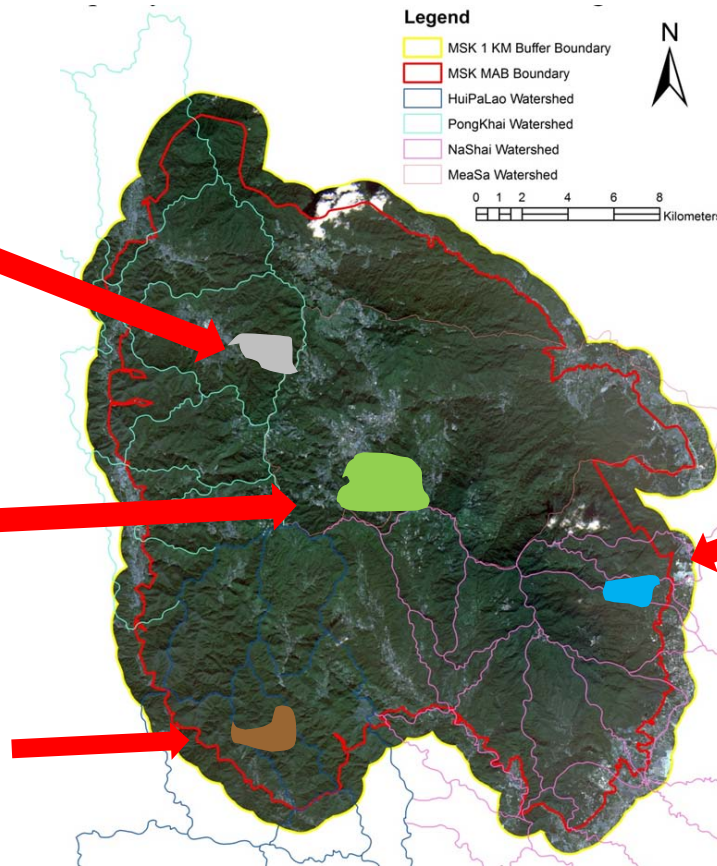 Legend
MSK 1 KM Buffer Boundary
MSK MAB Boundary
HuiPaLao Watershed
PongKhai Watershed
NaShai Watershed
MeaSa Watershed
N
0 1 2 4 6 8
Kilometers